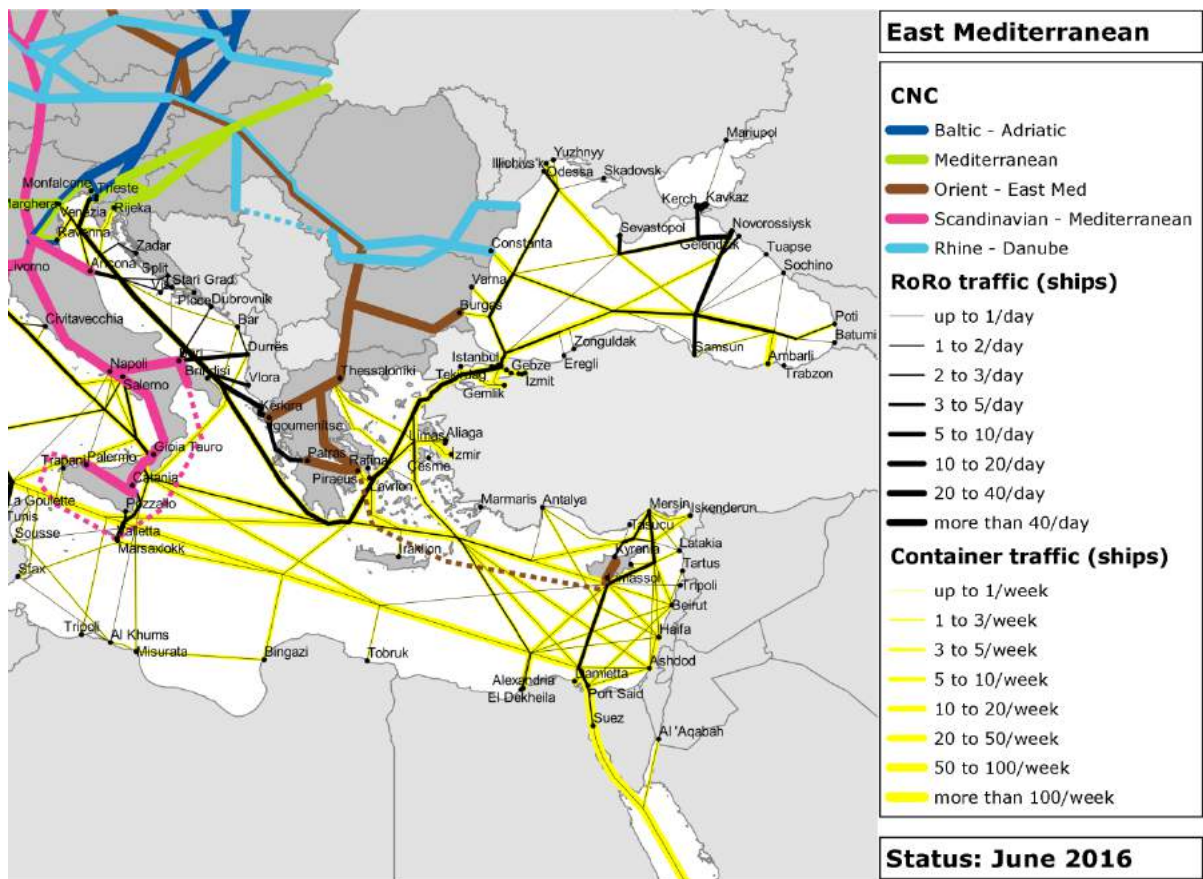 East Mediterranean
CNC
Baltic - Adriatic
Mediterranean
Orient - East Med
Scandinavian - Mediterranean
Rhine - Danube
RoRo traffic (ships)
up to 1/day
1 to 2/day
2 to 3/day
3 to 5/day
5 to 10/day
10 to 20/day
20 to 40/day
more than 40/day
Container traffic (ships)
up to 1/week
1 to 3/week
3 to 5/week
5 to 10/week
10 to 20/week
20 to 50/week
50 to 100/week
more than 100/week
Status: June 2016
Mariupol
Yuzhnyy
Odessa
Skadovsk
Kerch
Kavkaz
Sevastopol
Novorossiysk
Tuapse
Sochino
Constanta
Varna
Burgas
Poti
Batumi
Samsun
Ambarli
Trabzon
Zonguldak
Eregli
Istanbul
Gebze
Izmit
Gemlik
Monfalcone
Trieste
Marghera
Venezia
Rijeka
Ravenna
Zadar
Livorno
Ancona
Split
Stari Grad
Ploce
Dubrovnik
Civitavecchia
Bar
Durrës
Bari
Brindisi
Vlora
Napoli
Salerno
Thessaloniki
Kerkira
Igoumenitsa
Gioia Tauro
Patras
Rafina
Piraeus
Lavrion
Limas
Aliaga
Izmir
Cesme
Trapani
Palermo
Catania
Pozzallo
La Goulette
Tunis
Valletta
Marsaxlokk
Sousse
Sfax
Marmaris
Antalya
Mersin
Iskenderun
Tasucu
Iraklion
Kyrenia
Latakia
Tartus
Limassol
Tripoli
Beirut
Haifa
Ashdod
Tripoli
Al Khums
Misurata
Bingazi
Tobruk
Alexandria
El Dekheila
Damietta
Port Said
Suez
Al 'Aqabah